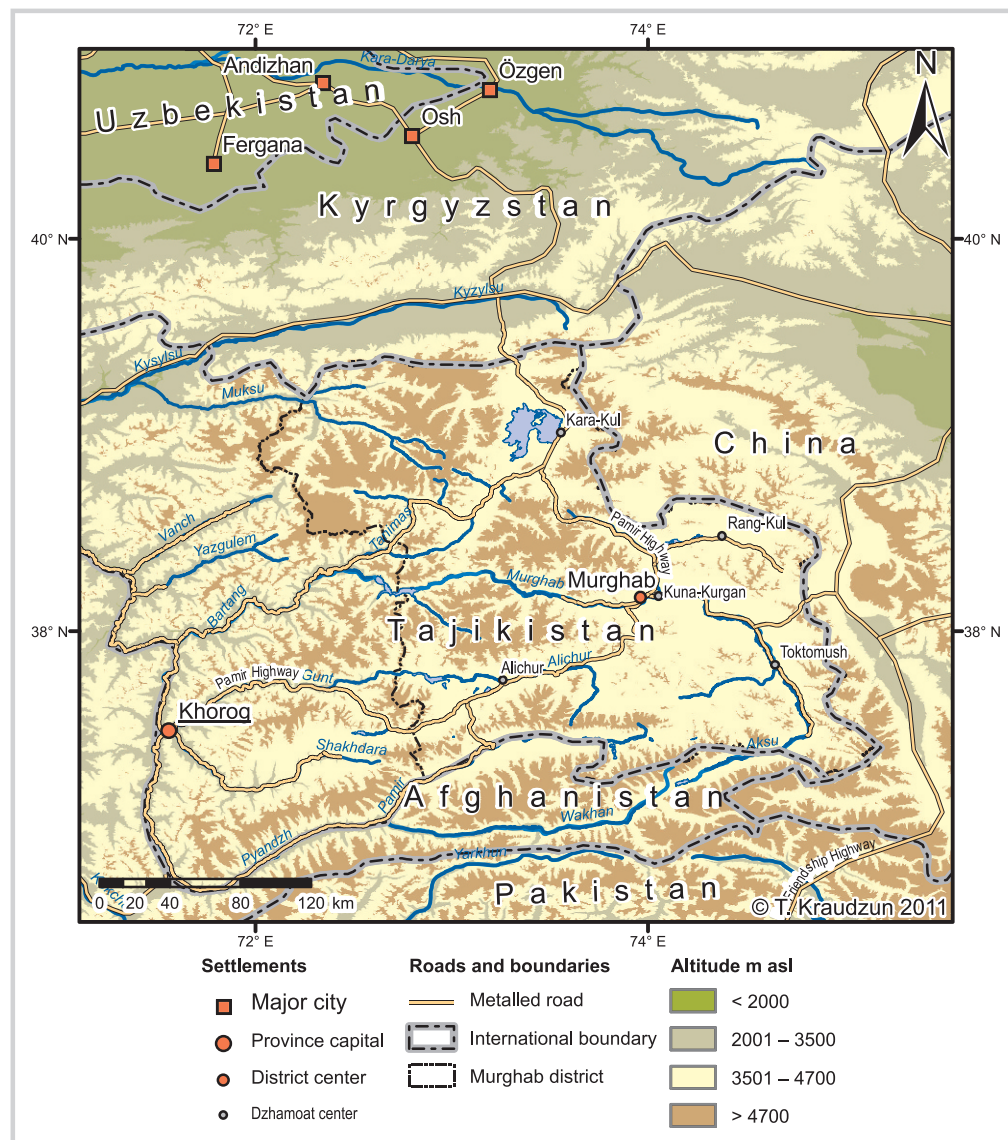 72° E
74° E
N
Andizhan
Kara-Darya
Özgen
Uzbekistan
Osh
Fergana
Kyrgyzstan
40° N
40° N
Kyzylsu
Kysylsu
Muksu
Kara-Kul
China
Vanch
Tanimas
Pamir Highway
Rang-Kul
Yazgulem
Bartang
Murghab
Murghab
Kuna-Kurgan
38° N
38° N
Tajikistan
Toktomush
Pamir Highway
Gunt
Alichur
Alichur
Khoroq
Shakhdara
Aksu
Pamir
Afghanistan
Wakhan
Pyandzh
Yarkhun
Friendship Highway
Pakistan
0 20 40 80 120 km
© T. Kraudzun 2011
72° E
74° E
Settlements
Major city
Province capital
District center
Dzhamoat center
Roads and boundaries
Metalled road
International boundary
Murghab district
Altitude m asl
< 2000
2001 – 3500
3501 – 4700
> 4700